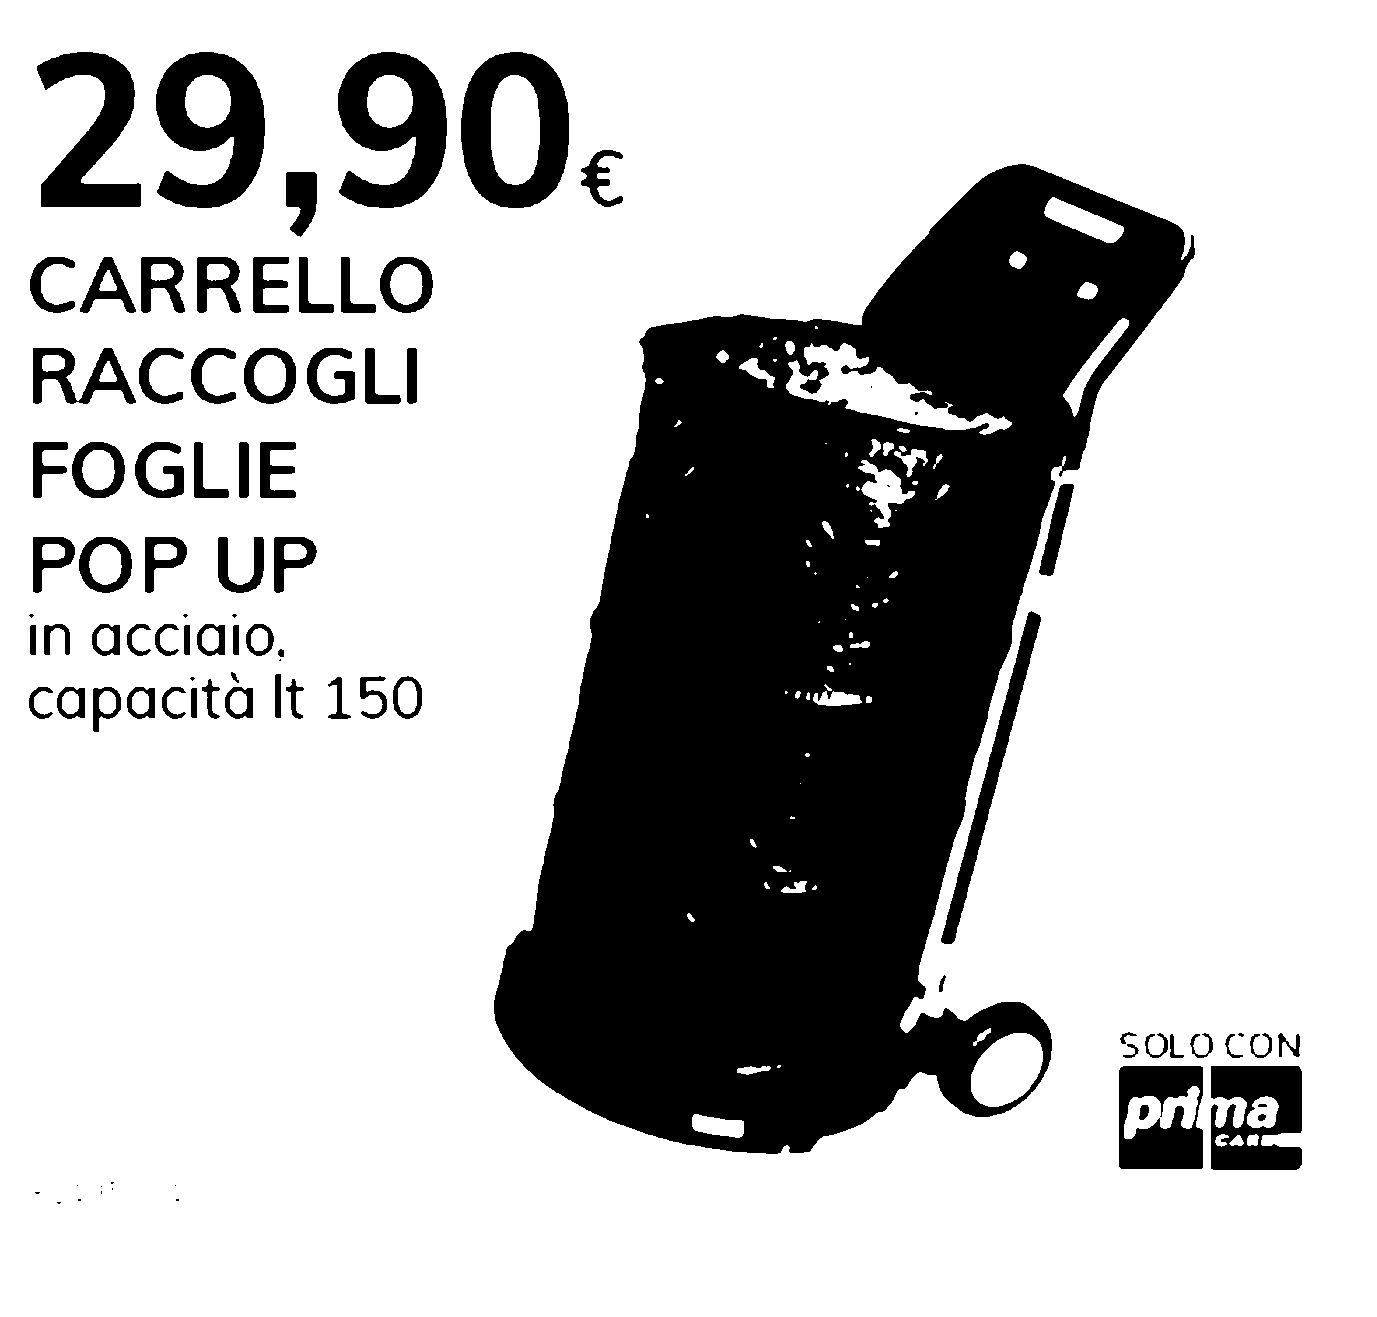 29,90€
CARRELLO
RACCOGLI
FOGLIE
POP UP
in acciaio,
capacità lt 150
SOLO CON
prima